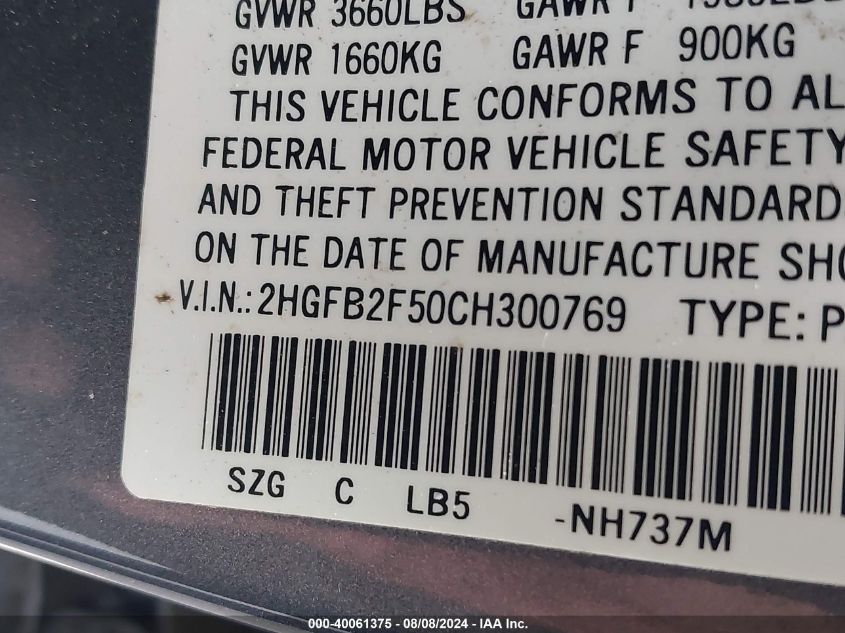 GVWR 3660LBS GAWR F
GVWR 1660KG GAWR F 900KG
THIS VEHICLE CONFORMS TO AL
FEDERAL MOTOR VEHICLE SAFETY
AND THEFT PREVENTION STANDARD
ON THE DATE OF MANUFACTURE SHO
V.I.N.: 2HGFB2F50CH300769 TYPE: P
SZG C LB5 -NH737M
000-40061375 - 08/08/2024 - IAA Inc.